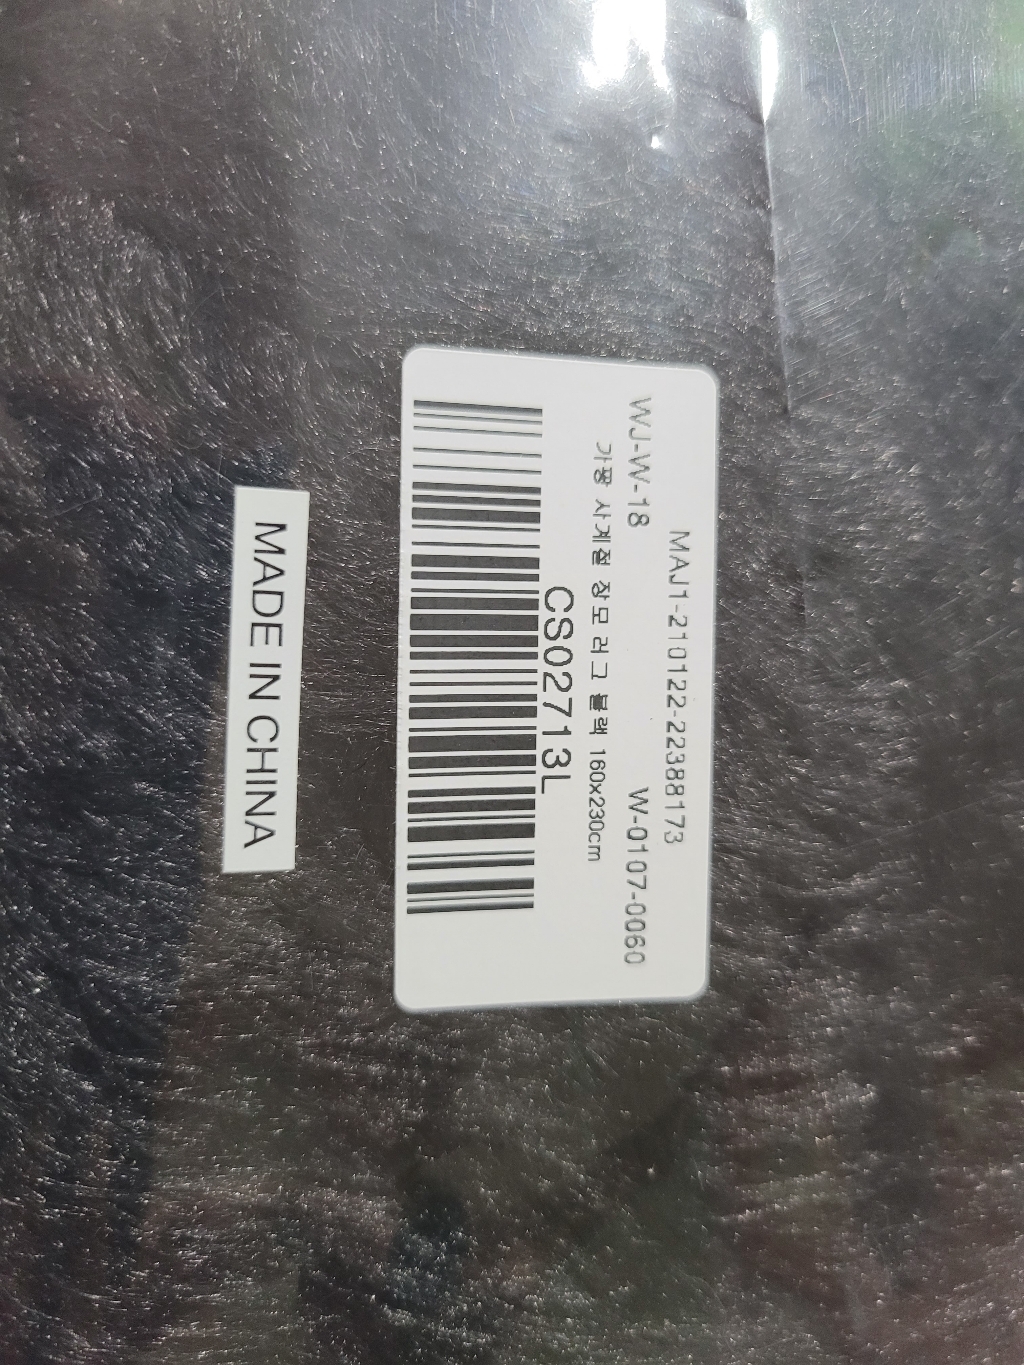 MAJ1-210122-22388173
WJ-W-18 W-0107-0060
가몽 사계절 장모 러그 블랙 160x230cm
CS02713L
MADE IN CHINA